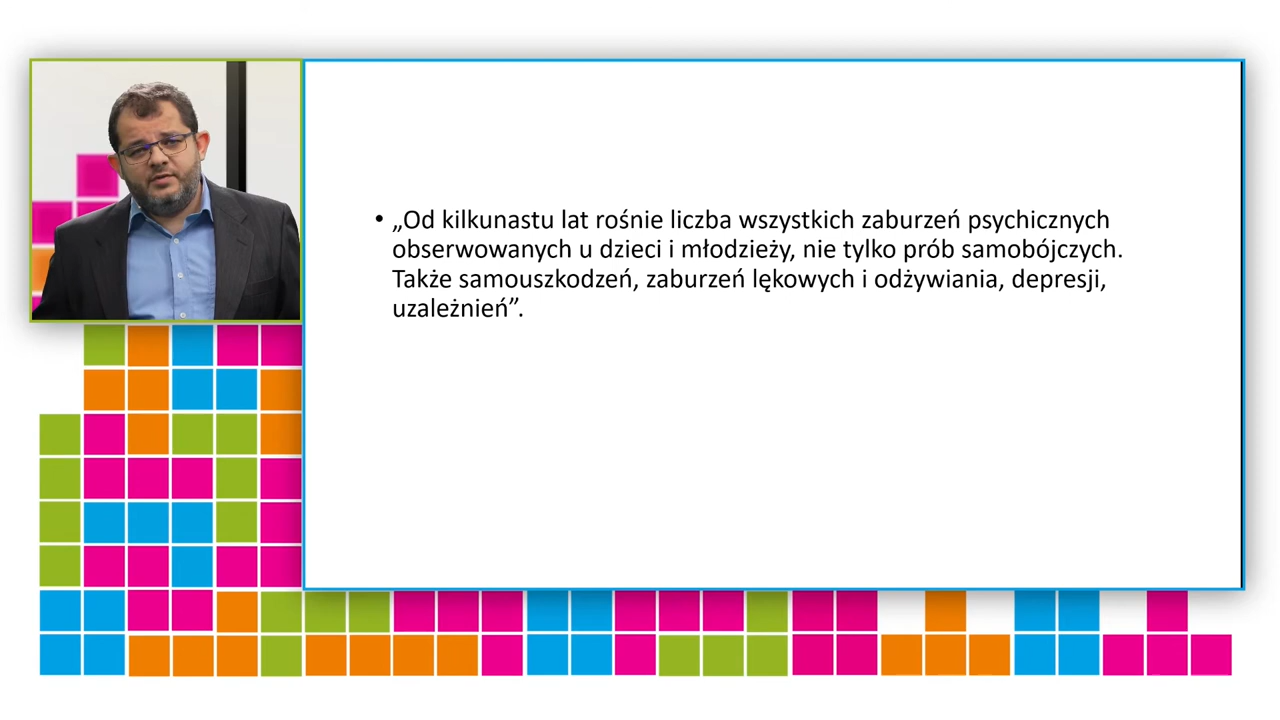 • „Od kilkunastu lat rośnie liczba wszystkich zaburzeń psychicznych
obserwowanych u dzieci i młodzieży, nie tylko prób samobójczych.
Także samouszkodzeń, zaburzeń lękowych i odżywiania, depresji,
uzależnień”.